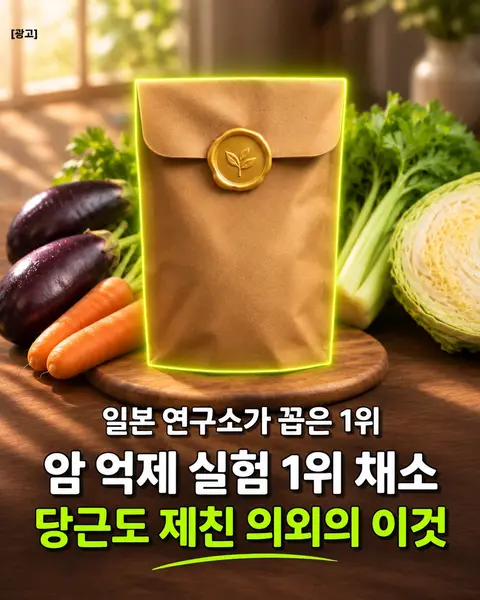 [광고]
일본 연구소가 꼽은 1위
암 억제 실험 1위 채소
당근도 제친 의외의 이것